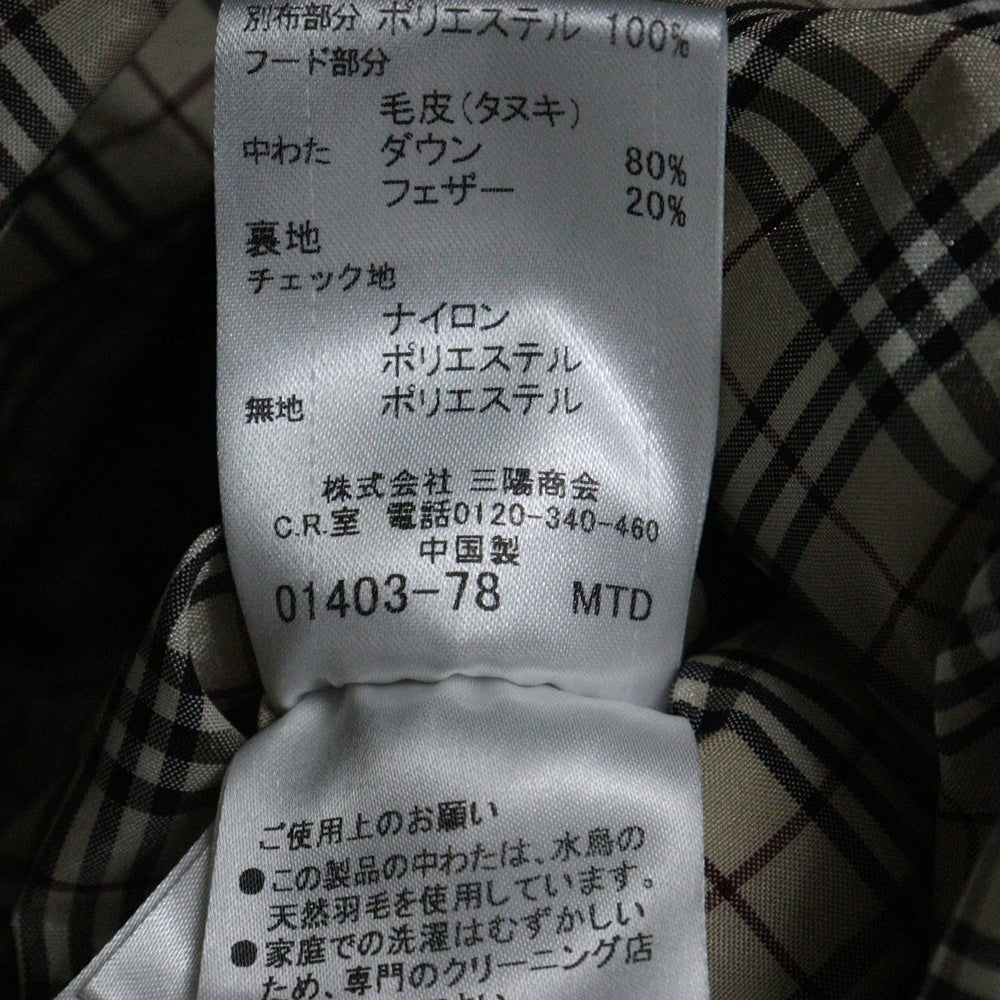 別布部分 ポリエステル 100%
フード部分
毛皮(タヌキ)
中わた ダウン 80%
フェザー 20%
裏地
チェック地
ナイロン
ポリエステル
無地 ポリエステル
株式会社 三陽商会
C.R.室 電話0120-340-460
中国製
01403-78 MTD
ご使用上のお願い
●この製品の中わたは、水鳥の
天然羽毛を使用しています。
●家庭での洗濯はむずかしい
ため、専門のクリーニング店